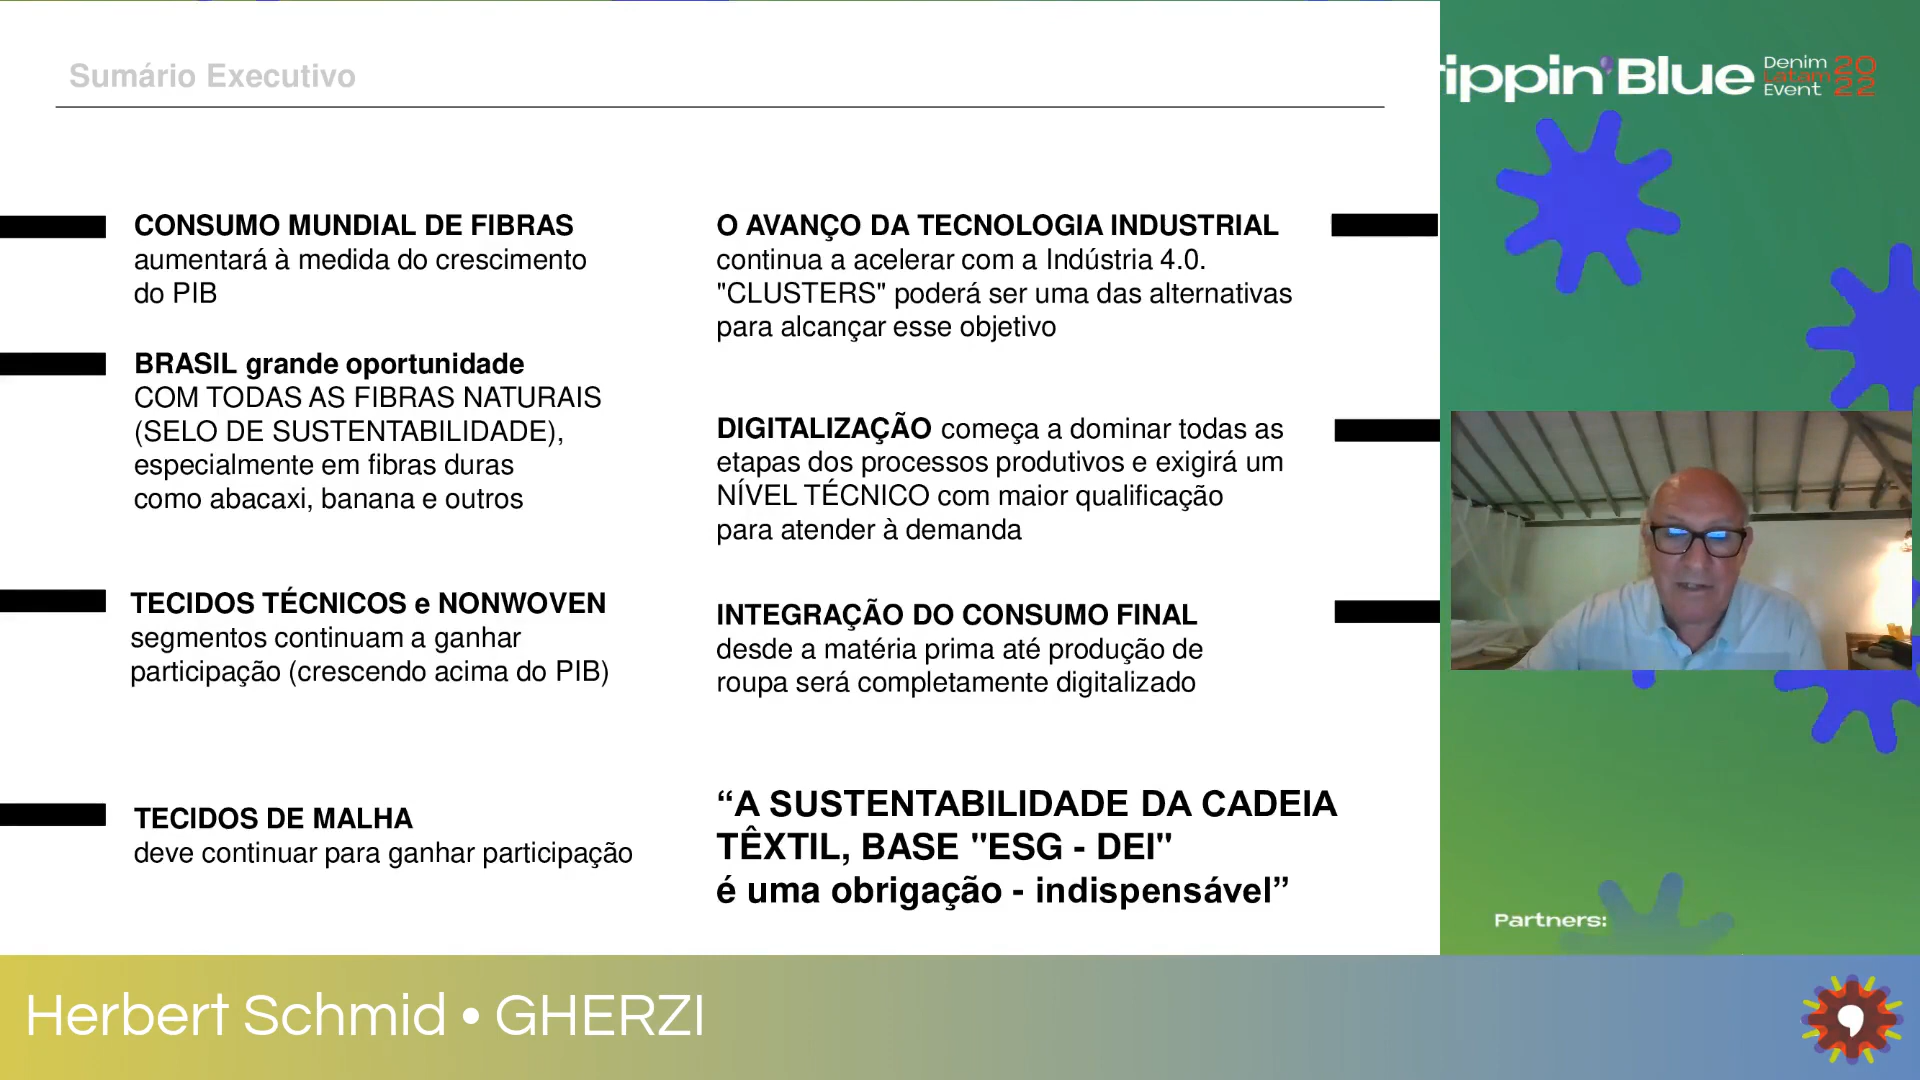 Sumário Executivo
CONSUMO MUNDIAL DE FIBRAS
aumentará à medida do crescimento
do PIB
BRASIL grande oportunidade
COM TODAS AS FIBRAS NATURAIS
(SELO DE SUSTENTABILIDADE),
especialmente em fibras duras
como abacaxi, banana e outros
TECIDOS TÉCNICOS e NONWOVEN
segmentos continuam a ganhar
participação (crescendo acima do PIB)
TECIDOS DE MALHA
deve continuar para ganhar participação
O AVANÇO DA TECNOLOGIA INDUSTRIAL
continua a acelerar com a Indústria 4.0.
"CLUSTERS" poderá ser uma das alternativas
para alcançar esse objetivo
DIGITALIZAÇÃO começa a dominar todas as
etapas dos processos produtivos e exigirá um
NÍVEL TÉCNICO com maior qualificação
para atender à demanda
INTEGRAÇÃO DO CONSUMO FINAL
desde a matéria prima até produção de
roupa será completamente digitalizado
“A SUSTENTABILIDADE DA CADEIA
TÊXTIL, BASE "ESG - DEI"
é uma obrigação - indispensável”
rippin' Blue
Denim
Latam
Event
20
22
Partners:
Herbert Schmid • GHERZI